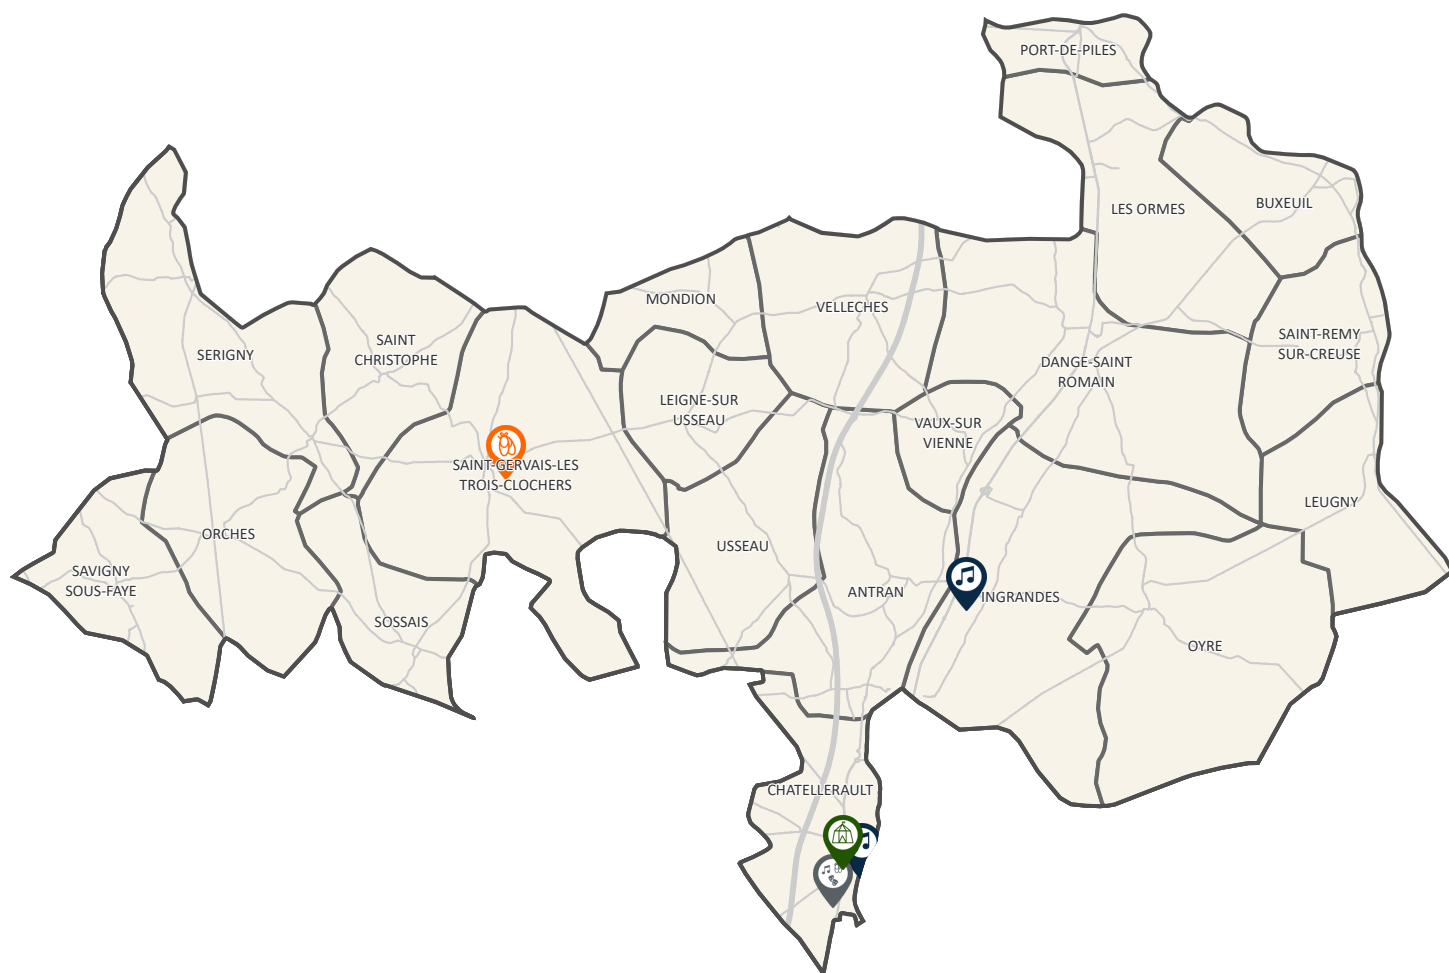 PORT-DE-PILES
LES ORMES
BUXEUIL
MONDION
VELLECHES
SERIGNY
SAINT
CHRISTOPHE
SAINT-REMY
SUR-CREUSE
DANGE-SAINT
ROMAIN
LEIGNE-SUR
USSEAU
VAUX-SUR
VIENNE
SAINT-GERVAIS-LES
TROIS-CLOCHERS
LEUGNY
ORCHES
USSEAU
SAVIGNY
SOUS-FAYE
ANTRAN
INGRANDES
SOSSAIS
OYRE
CHATELLERAULT